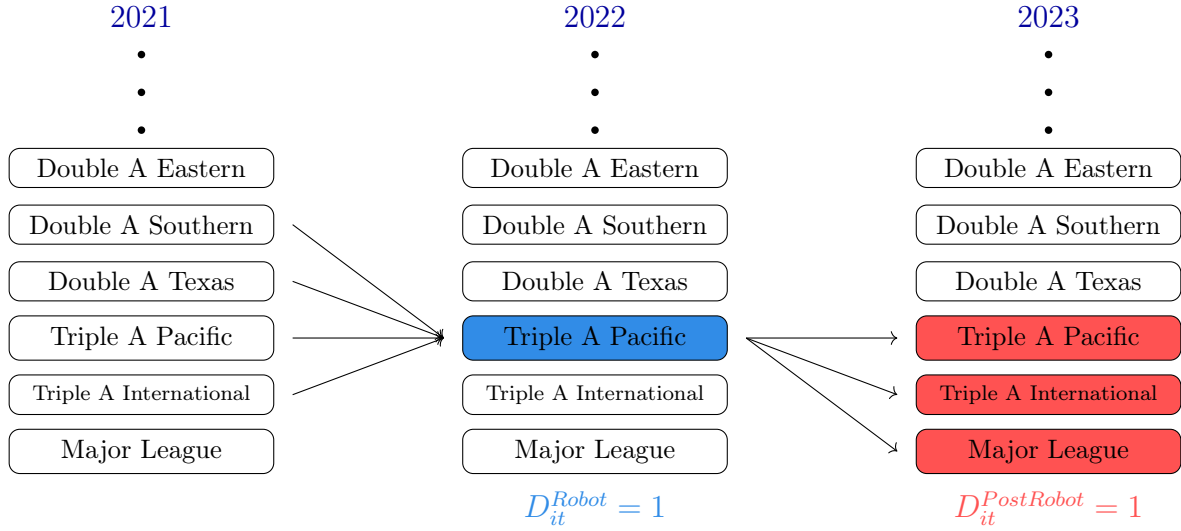 2021 2022 2023
Double A Eastern Double A Eastern Double A Eastern
Double A Southern Double A Southern Double A Southern
Double A Texas Double A Texas Double A Texas
Triple A Pacific Triple A Pacific Triple A Pacific
Triple A International Triple A International Triple A International
Major League Major League Major League
D_{it}^{Robot} = 1 D_{it}^{PostRobot} = 1